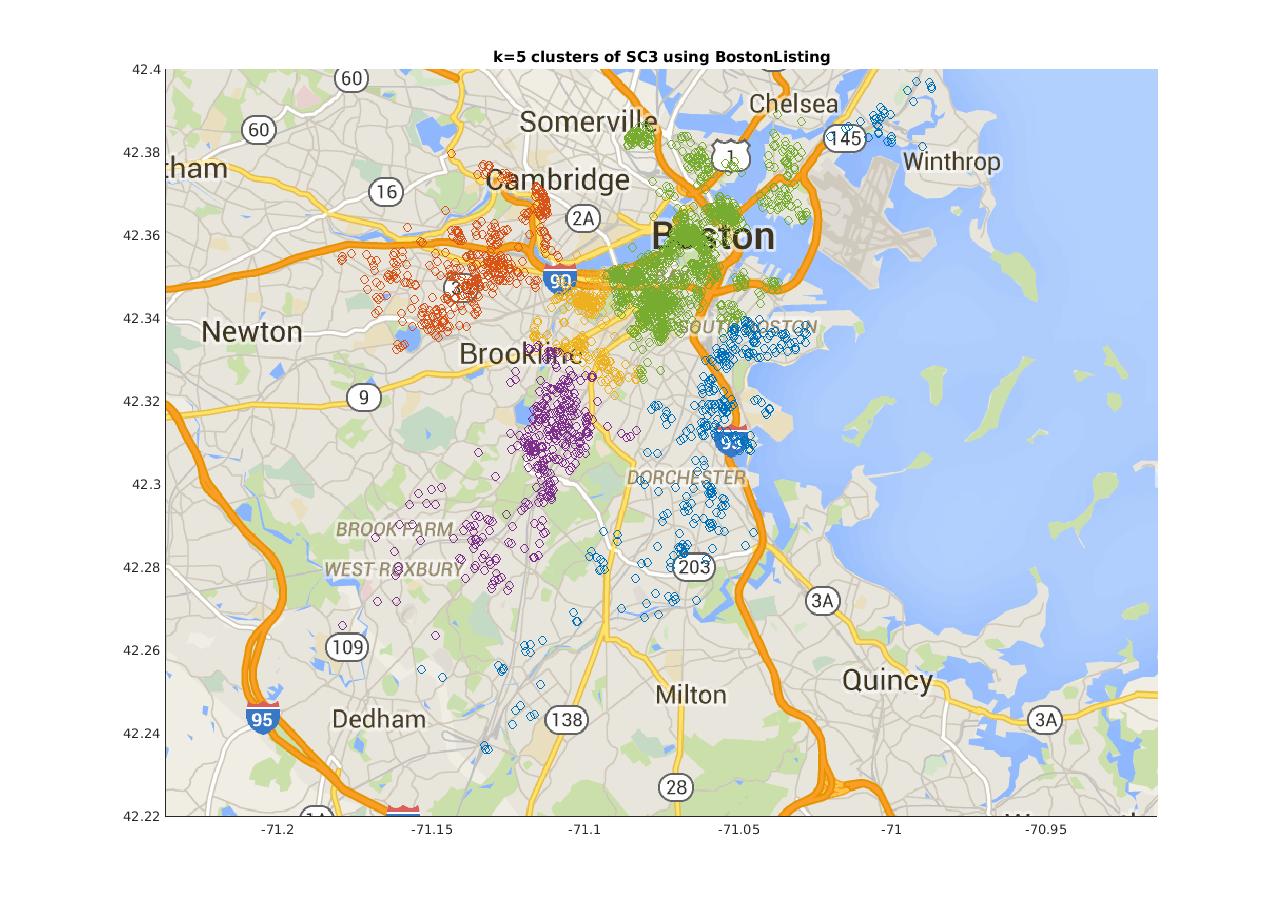 k=5 clusters of SC3 using BostonListing
42.4
42.38
42.36
42.34
42.32
42.3
42.28
42.26
42.24
42.22
60
Chelsea
Somerville
60
145
1
Winthrop
ham
16
Cambridge
2A
Boston
90
Newton
SOUTH BOSTON
Brookline
9
93
DORCHESTER
BROOK FARM
WEST ROXBURY
203
3A
109
Quincy
Milton
95
Dedham
138
3A
28
-71.2
-71.15
-71.1
-71.05
-71
-70.95